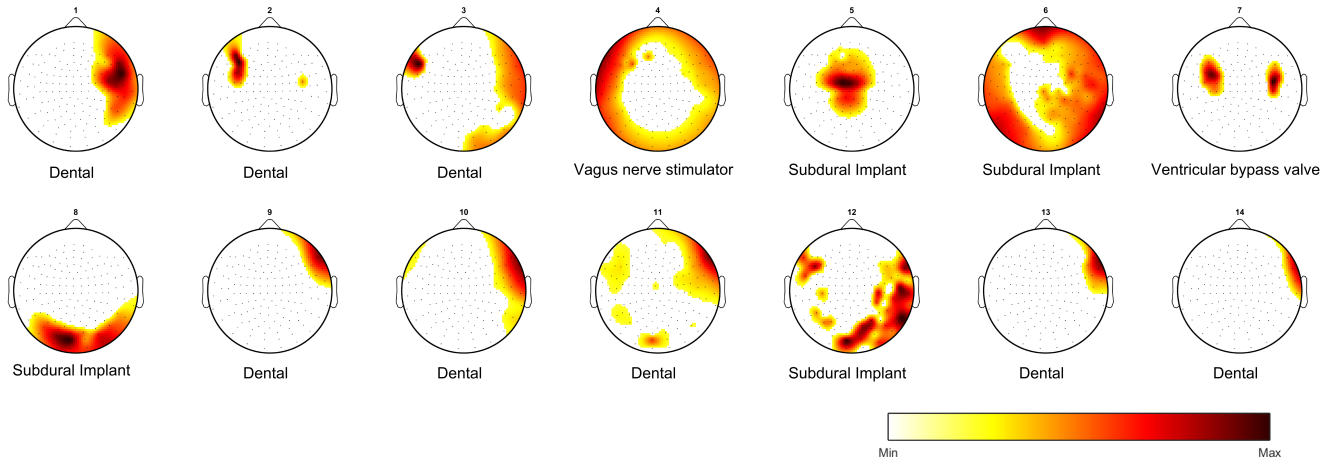 1 2 3 4 5 6 7
Dental Dental Dental Vagus nerve stimulator Subdural Implant Subdural Implant Ventricular bypass valve
8 9 10 11 12 13 14
Subdural Implant Dental Dental Dental Subdural Implant Dental Dental
Min Max